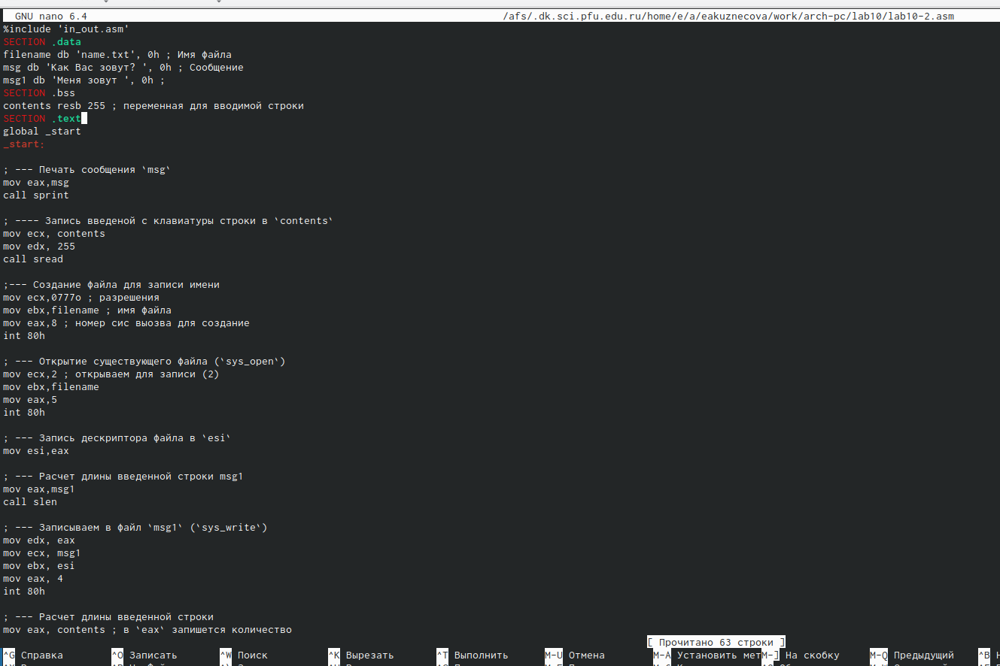 GNU nano 6.4 /afs/.dk.sci.pfu.edu.ru/home/e/a/eakuznecova/work/arch-pc/lab10/lab10-2.asm
%include 'in_out.asm'
SECTION .data
filename db 'name.txt', 0h ; Имя файла
msg db 'Как Вас зовут? ', 0h ; Сообщение
msg1 db 'Меня зовут ', 0h ;
SECTION .bss
contents resb 255 ; переменная для вводимой строки
SECTION .text
global _start
_start:
; --- Печать сообщения `msg`
mov eax,msg
call sprint
; ---- Запись введеной с клавиатуры строки в `contents`
mov ecx, contents
mov edx, 255
call sread
;--- Создание файла для записи имени
mov ecx,0777o ; разрешения
mov ebx,filename ; имя файла
mov eax,8 ; номер сис выозва для создание
int 80h
; --- Открытие существующего файла (`sys_open`)
mov ecx,2 ; открываем для записи (2)
mov ebx,filename
mov eax,5
int 80h
; --- Запись дескриптора файла в `esi`
mov esi,eax
; --- Расчет длины введенной строки msg1
mov eax,msg1
call slen
; --- Записываем в файл `msg1` (`sys_write`)
mov edx, eax
mov ecx, msg1
mov ebx, esi
mov eax, 4
int 80h
; --- Расчет длины введенной строки
mov eax, contents ; в `eax` запишется количество
[ Прочитано 63 строки ]
^G Справка ^O Записать ^W Поиск ^K Вырезать ^T Выполнить M-U Отмена M-A Установить мет M-] На скобку M-Q Предыдущий ^B